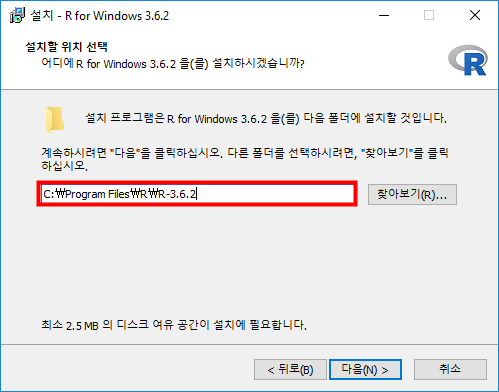 설치 - R for Windows 3.6.2
설치할 위치 선택
어디에 R for Windows 3.6.2 을(를) 설치하시겠습니까?
R
설치 프로그램은 R for Windows 3.6.2 을(를) 다음 폴더에 설치할 것입니다.
계속하시려면 "다음"을 클릭하십시오. 다른 폴더를 선택하시려면, "찾아보기"를 클릭
하십시오.
C:₩Program Files₩R₩R-3.6.2
찾아보기(R)...
최소 2.5 MB 의 디스크 여유 공간이 설치에 필요합니다.
< 뒤로(B)
다음(N) >
취소